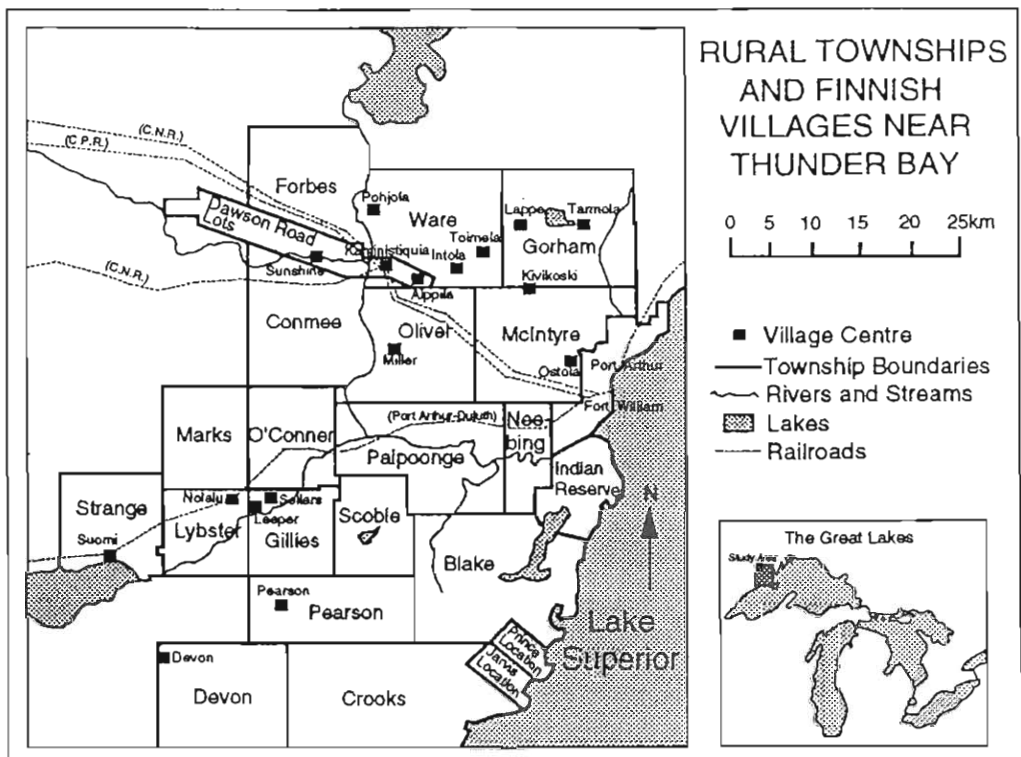 RURAL TOWNSHIPS
AND FINNISH
VILLAGES NEAR
THUNDER BAY
0 5 10 15 20 25km
Village Centre
Township Boundaries
Rivers and Streams
Lakes
Railroads
The Great Lakes
Study Area
(C.N.R.)
(C.P.R.)
(C.N.R.)
Forbes
Pohjola
Ware
Lappe
Tarmola
Gorham
Dawson Road
Lots
Sunshine
Kaministiquia
Toimela
Intola
Alppila
Kivikoski
Conmee
Oliver
Miller
McIntyre
Ostola
Port Arthur
Fort William
Marks
O'Conner
(Port Arthur-Duluth)
Paipoonge
Nee-
bing
Indian
Reserve
N
Strange
Suomi
Nolalu
Lybster
Sellars
Leeper
Gillies
Scoble
Blake
Pearson
Pearson
Lake
Superior
Prince
Location
Jarvis
Location
Devon
Devon
Crooks